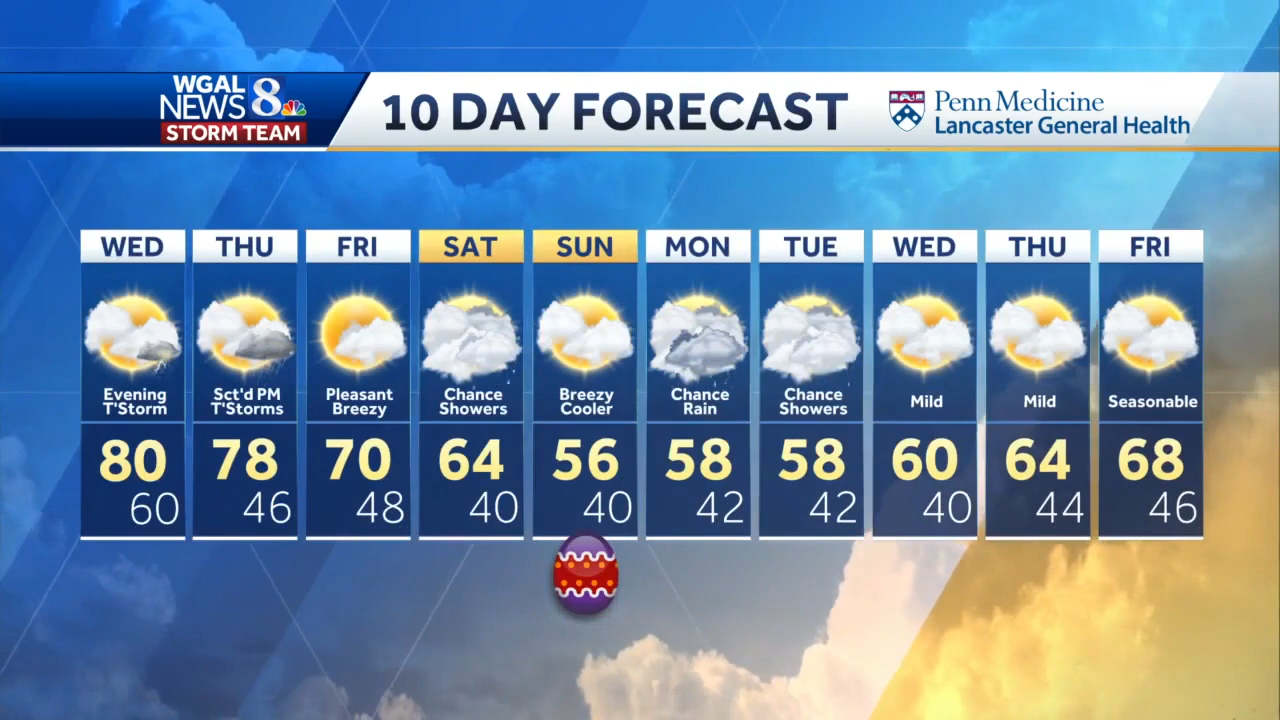 WGAL
NEWS 8
STORM TEAM
10 DAY FORECAST
Penn Medicine
Lancaster General Health
WED THU FRI SAT SUN MON TUE WED THU FRI
Evening T'Storm
Sct'd PM T'Storms
Pleasant Breezy
Chance Showers
Breezy Cooler
Chance Rain
Chance Showers
Mild
Mild
Seasonable
80 78 70 64 56 58 58 60 64 68
60 46 48 40 40 42 42 40 44 46